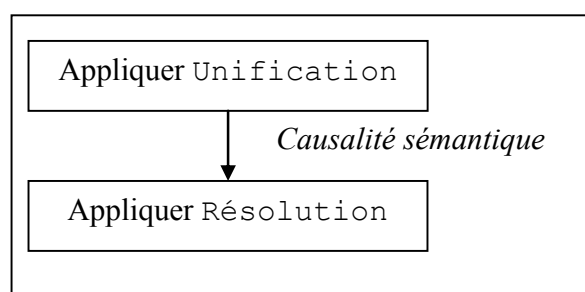 Appliquer Unification
Causalité sémantique
Appliquer Résolution